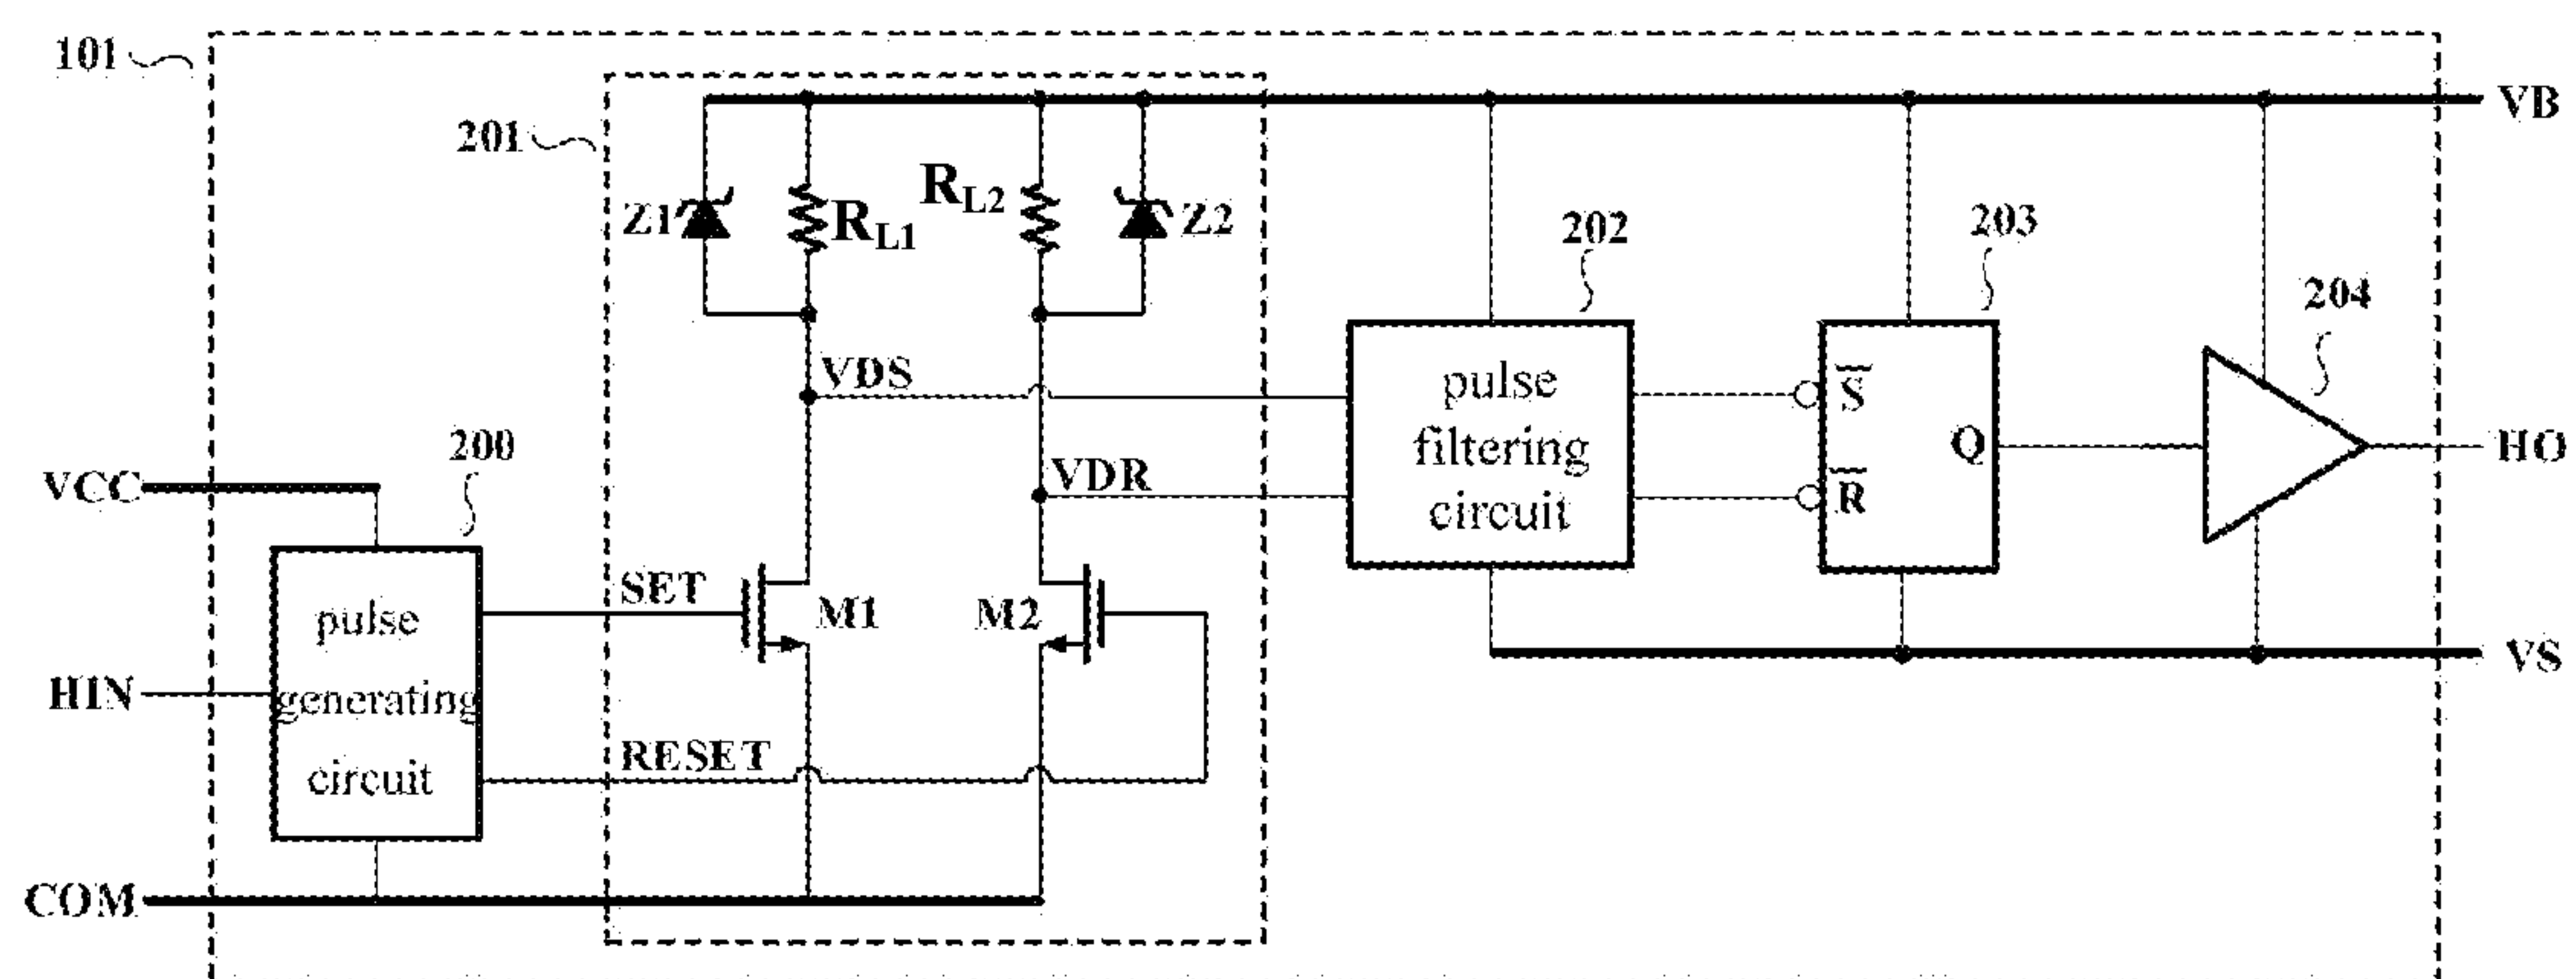 101
201
VB
Z1
RL1
RL2
Z2
202
203
204
VDS
pulse
filtering
circuit
S
R
Q
HO
200
VCC
VDR
SET
M1
M2
VS
pulse
generating
circuit
HIN
RESET
COM